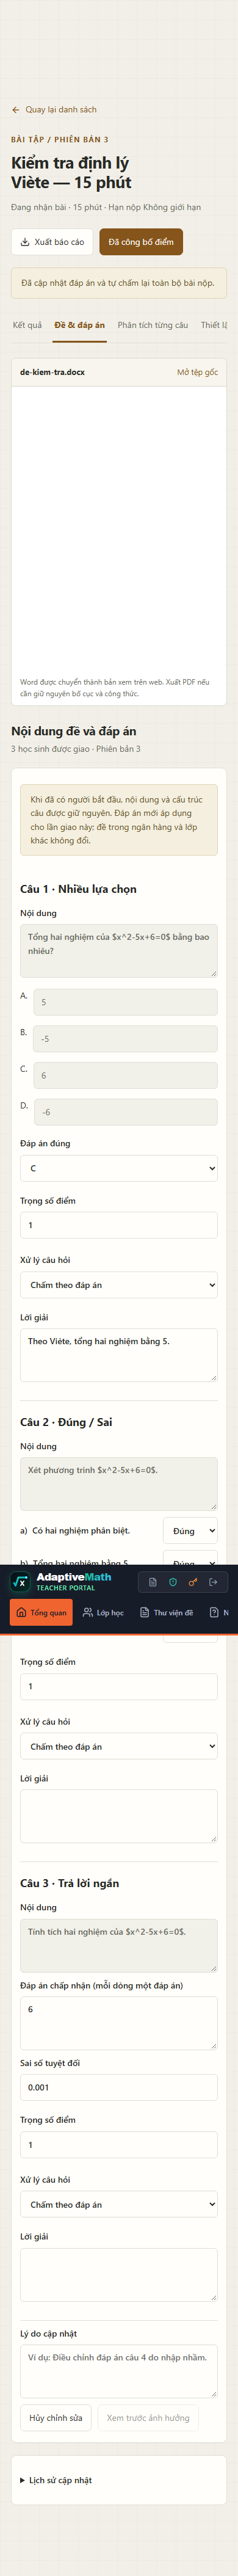 Quay lại danh sách
BÀI TẬP / PHIÊN BẢN 3
Kiểm tra định lý
Viète — 15 phút
Đang nhận bài · 15 phút · Hạn nộp Không giới hạn
Xuất báo cáo
Đã công bố điểm
Đã cập nhật đáp án và tự chấm lại toàn bộ bài nộp.
Kết quả
Đề & đáp án
Phân tích từng câu
Thiết lậ
de-kiem-tra.docx
Mở tệp gốc
Word được chuyển thành bản xem trên web. Xuất PDF nếu
cần giữ nguyên bố cục và công thức.
Nội dung đề và đáp án
3 học sinh được giao · Phiên bản 3
Khi đã có người bắt đầu, nội dung và cấu trúc
câu được giữ nguyên. Đáp án mới áp dụng
cho lần giao này; đề trong ngân hàng và lớp
khác không đổi.
Câu 1 · Nhiều lựa chọn
Nội dung
Tổng hai nghiệm của $x^2-5x+6=0$ bằng bao
nhiêu?
A.
5
B.
-5
C.
6
D.
-6
Đáp án đúng
C
Trọng số điểm
1
Xử lý câu hỏi
Chấm theo đáp án
Lời giải
Theo Viète, tổng hai nghiệm bằng 5.
Câu 2 · Đúng / Sai
Nội dung
Xét phương trình $x^2-5x+6=0$.
a) Có hai nghiệm phân biệt.
Đúng
b) Tổng hai nghiệm bằng 5.
Đúng
AdaptiveMath
TEACHER PORTAL
Tổng quan
Lớp học
Thư viện đề
N
Trọng số điểm
1
Xử lý câu hỏi
Chấm theo đáp án
Lời giải
Câu 3 · Trả lời ngắn
Nội dung
Tính tích hai nghiệm của $x^2-5x+6=0$.
Đáp án chấp nhận (mỗi dòng một đáp án)
6
Sai số tuyệt đối
0.001
Trọng số điểm
1
Xử lý câu hỏi
Chấm theo đáp án
Lời giải
Lý do cập nhật
Ví dụ: Điều chỉnh đáp án câu 4 do nhập nhầm.
Hủy chỉnh sửa
Xem trước ảnh hưởng
Lịch sử cập nhật